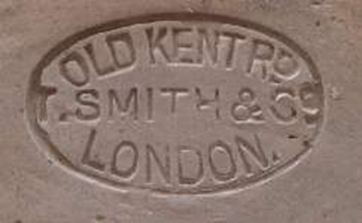 OLD KENT RD
T. SMITH & Co
LONDON.